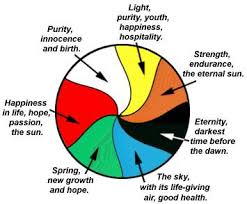 Light,
purity, youth,
happiness,
hospitality.
Purity,
innocence
and birth.
Strength,
endurance,
the eternal sun.
Happiness
in life, hope,
passion,
the sun.
Eternity,
darkest
time before
the dawn.
Spring,
new growth
and hope.
The sky,
with its life-giving
air, good health.